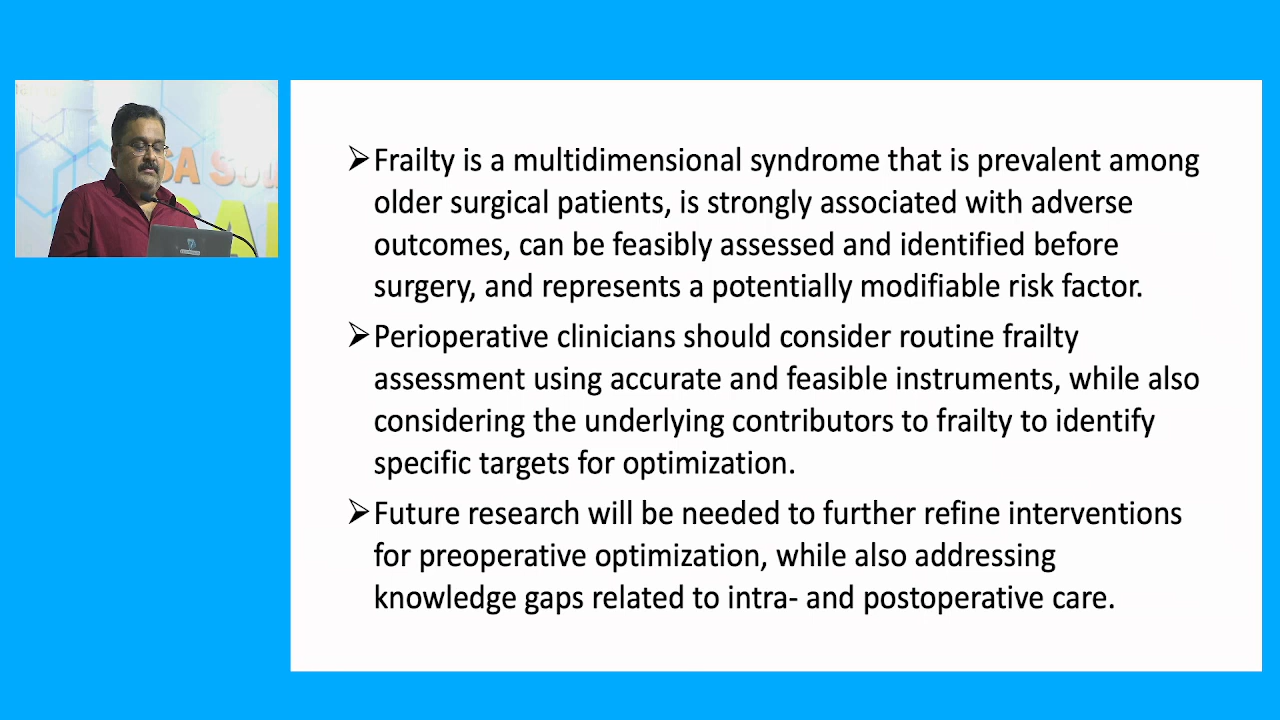 SA Sou
➢Frailty is a multidimensional syndrome that is prevalent among
older surgical patients, is strongly associated with adverse
outcomes, can be feasibly assessed and identified before
surgery, and represents a potentially modifiable risk factor.
➢Perioperative clinicians should consider routine frailty
assessment using accurate and feasible instruments, while also
considering the underlying contributors to frailty to identify
specific targets for optimization.
➢Future research will be needed to further refine interventions
for preoperative optimization, while also addressing
knowledge gaps related to intra- and postoperative care.